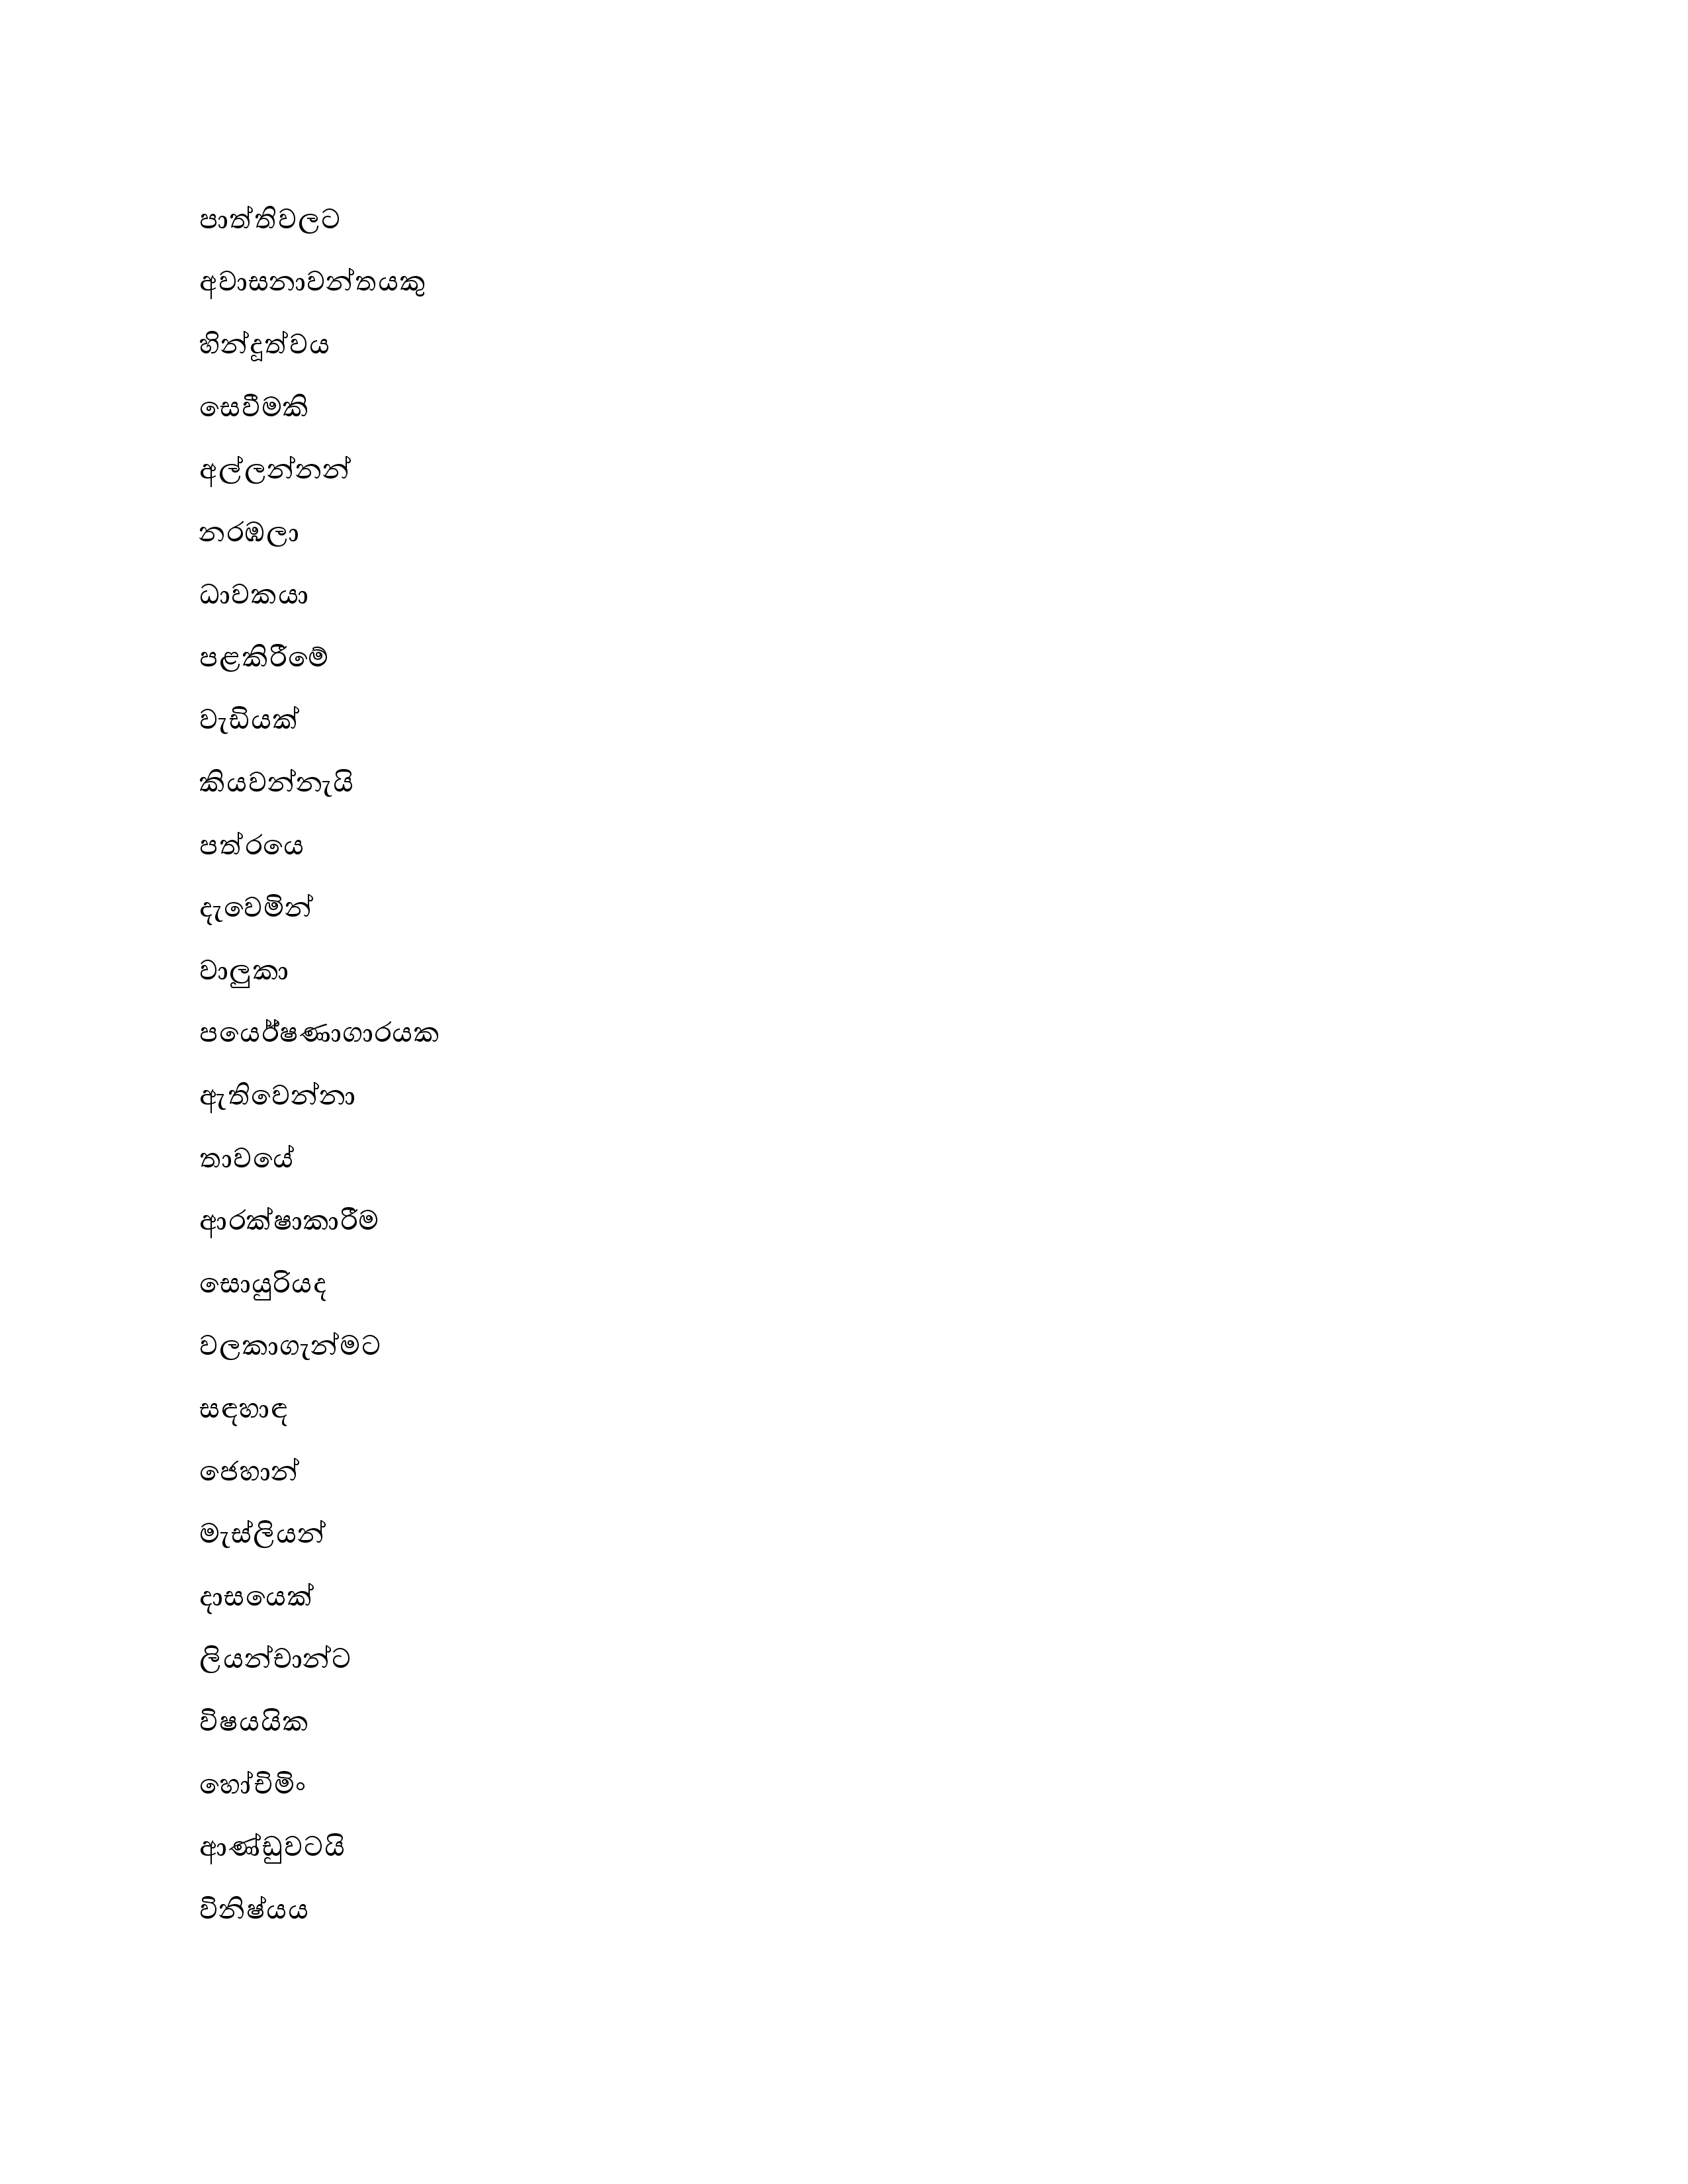 පාත්තිවලට
අවාසනාවන්තයකු
හින්දූත්වය
සෙවීමකි
අල්ලන්නන්
නරඹලා
ධාවකයා
පළකිරීමේ
වැඩියක්
කියවන්නැයි
පත්රයෙ
දැවෙමින්
වාලුකා
පයෙර්ෂණාගාරයක
ඇතිවෙන්නා
තාවයේ
ආරක්ෂාකාරීම
සොයුරියද
වලකාගැන්මට
සඳහාඳ
ජෙහාන්
මැස්ලියන්
දාසයෙක්
ලියන්චාන්ට
විෂයයික
හෝචිමිං
ආණ්ඩුවටයි
විනිෂ්යය